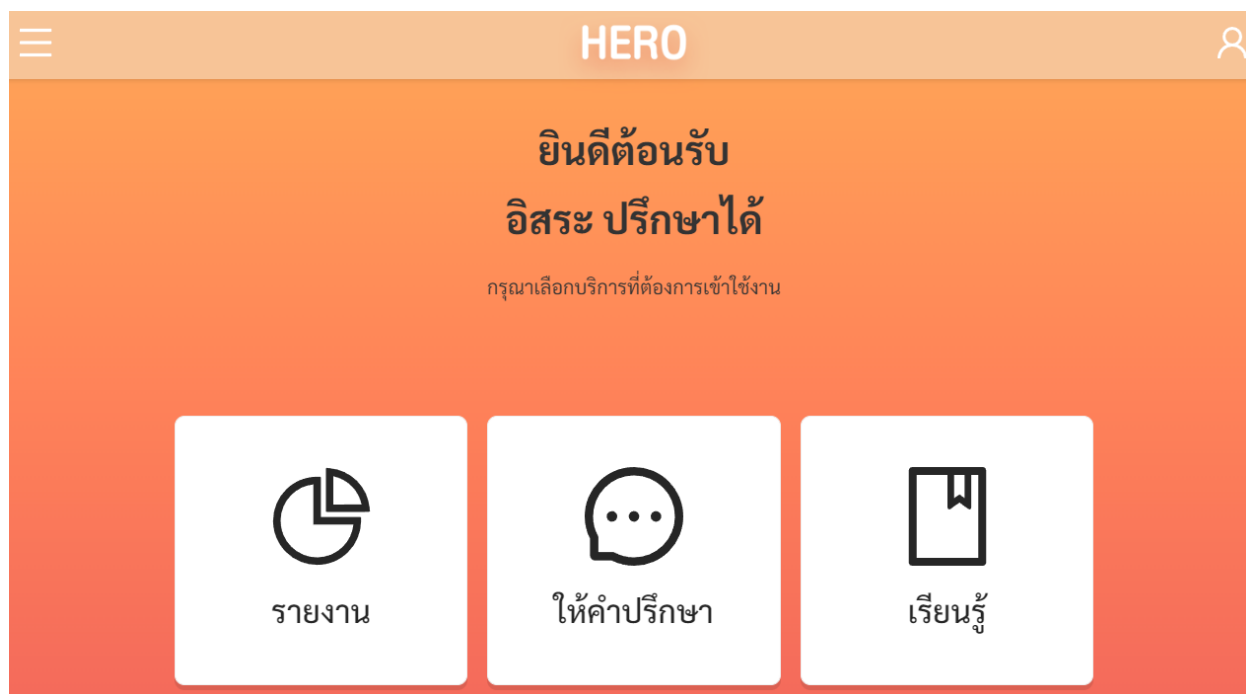 HERO
ยินดีต้อนรับ
อิสระ ปรึกษาได้
กรุณาเลือกบริการที่ต้องการเข้าใช้งาน
รายงาน
ให้คำปรึกษา
เรียนรู้